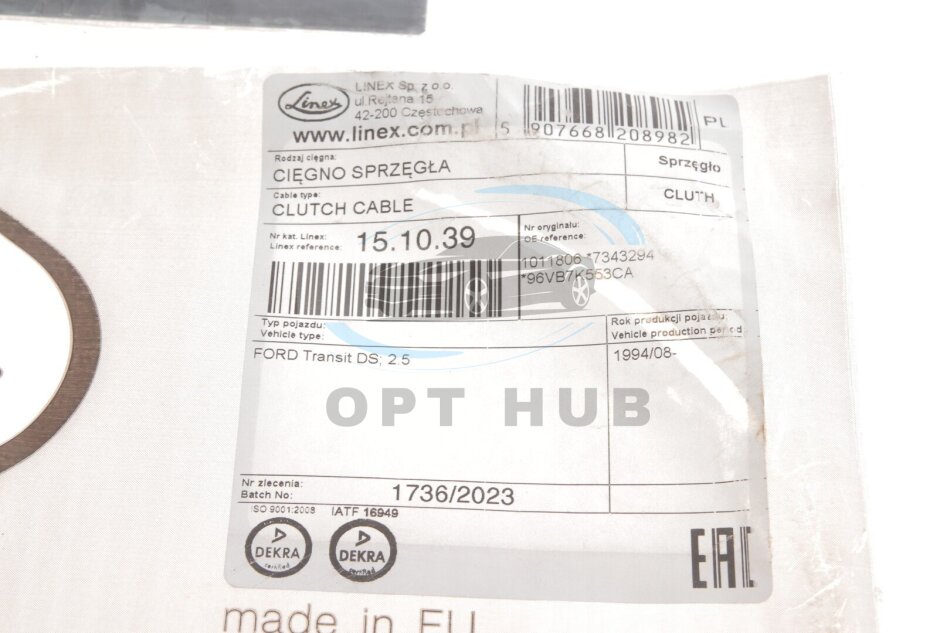 Linex
LINEX Sp. z o.o.
ul.Rejtana 15
42-200 Częstochowa
www.linex.com.pl
5 907668 208982
PL
Rodzaj cięgna:
CIĘGNO SPRZĘGŁA
Sprzęgło
Cable type:
CLUTCH CABLE
CLUTH
Nr kat. Linex:
Linex reference:
15.10.39
Nr oryginału:
OE reference:
1011806 *7343294
*96VB7K553CA
Typ pojazdu:
Vehicle type:
Rok produkcji pojazdu:
Vehicle production period
FORD Transit DS; 2.5
1994/08-
OPT HUB
Nr zlecenia:
Batch No:
1736/2023
ISO 9001:2008
IATF 16949
DEKRA
certified
DEKRA
certified
EAC
made in EU